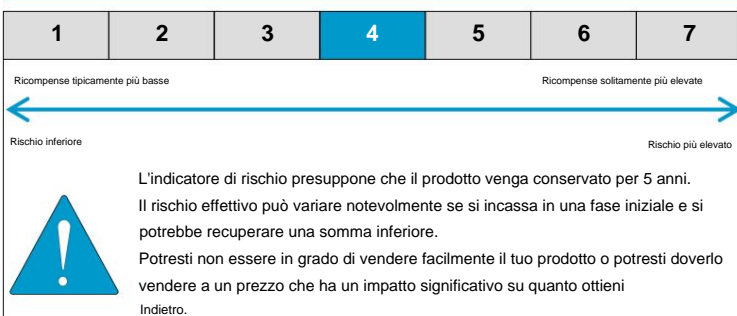 1 2 3 4 5 6 7
Ricompense tipicamente più basse Ricompense solitamente più elevate
Rischio inferiore Rischio più elevato
L'indicatore di rischio presuppone che il prodotto venga conservato per 5 anni.
Il rischio effettivo può variare notevolmente se si incassa in una fase iniziale e si
potrebbe recuperare una somma inferiore.
Potresti non essere in grado di vendere facilmente il tuo prodotto o potresti doverlo
vendere a un prezzo che ha un impatto significativo su quanto ottieni
Indietro.